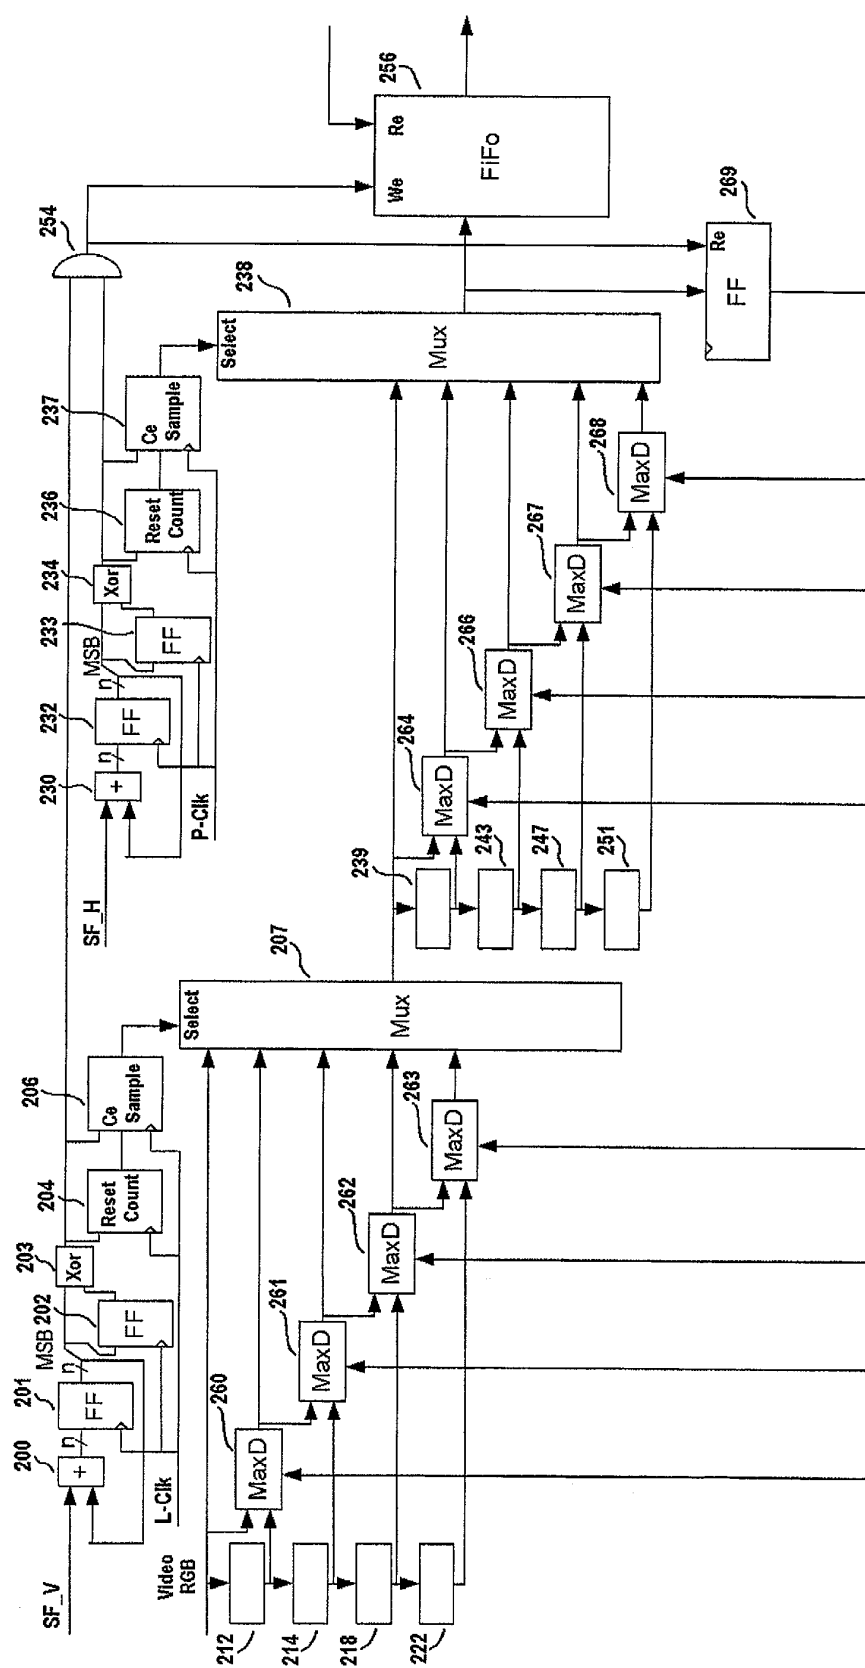 SF_V
200
+
n
201
FF
n
MSB
202
FF
203
Xor
204
Reset
Count
206
Ce
Sample
L-Clk
SF_H
230
+
n
232
FF
n
MSB
233
FF
234
Xor
236
Reset
Count
237
Ce
Sample
P-Clk
254
Video
RGB
212
214
218
222
260
MaxD
261
MaxD
262
MaxD
263
MaxD
207
Select
Mux
239
243
247
251
264
MaxD
266
MaxD
267
MaxD
268
MaxD
238
Select
Mux
256
We
Re
FiFo
269
Re
FF